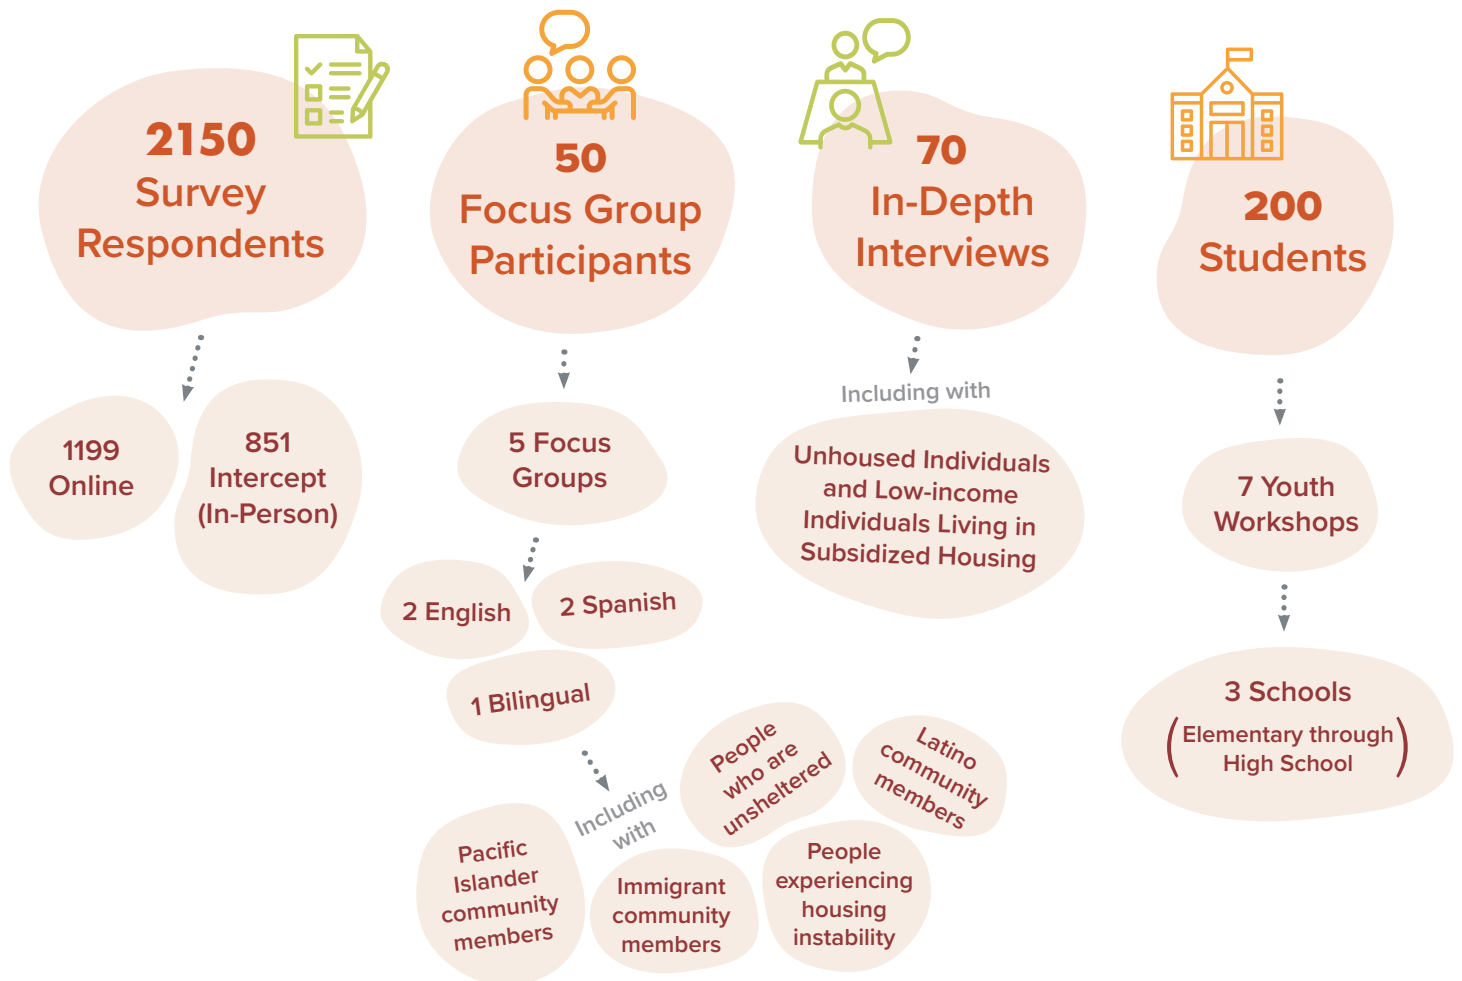 2150
Survey
Respondents
1199
Online
851
Intercept
(In-Person)
50
Focus Group
Participants
5 Focus
Groups
2 English
2 Spanish
1 Bilingual
Including
with
Pacific
Islander
community
members
Immigrant
community
members
People
who are
unsheltered
People
experiencing
housing
instability
Latino
community
members
70
In-Depth
Interviews
Including with
Unhoused Individuals
and Low-income
Individuals Living in
Subsidized Housing
200
Students
7 Youth
Workshops
3 Schools
(Elementary through
High School)